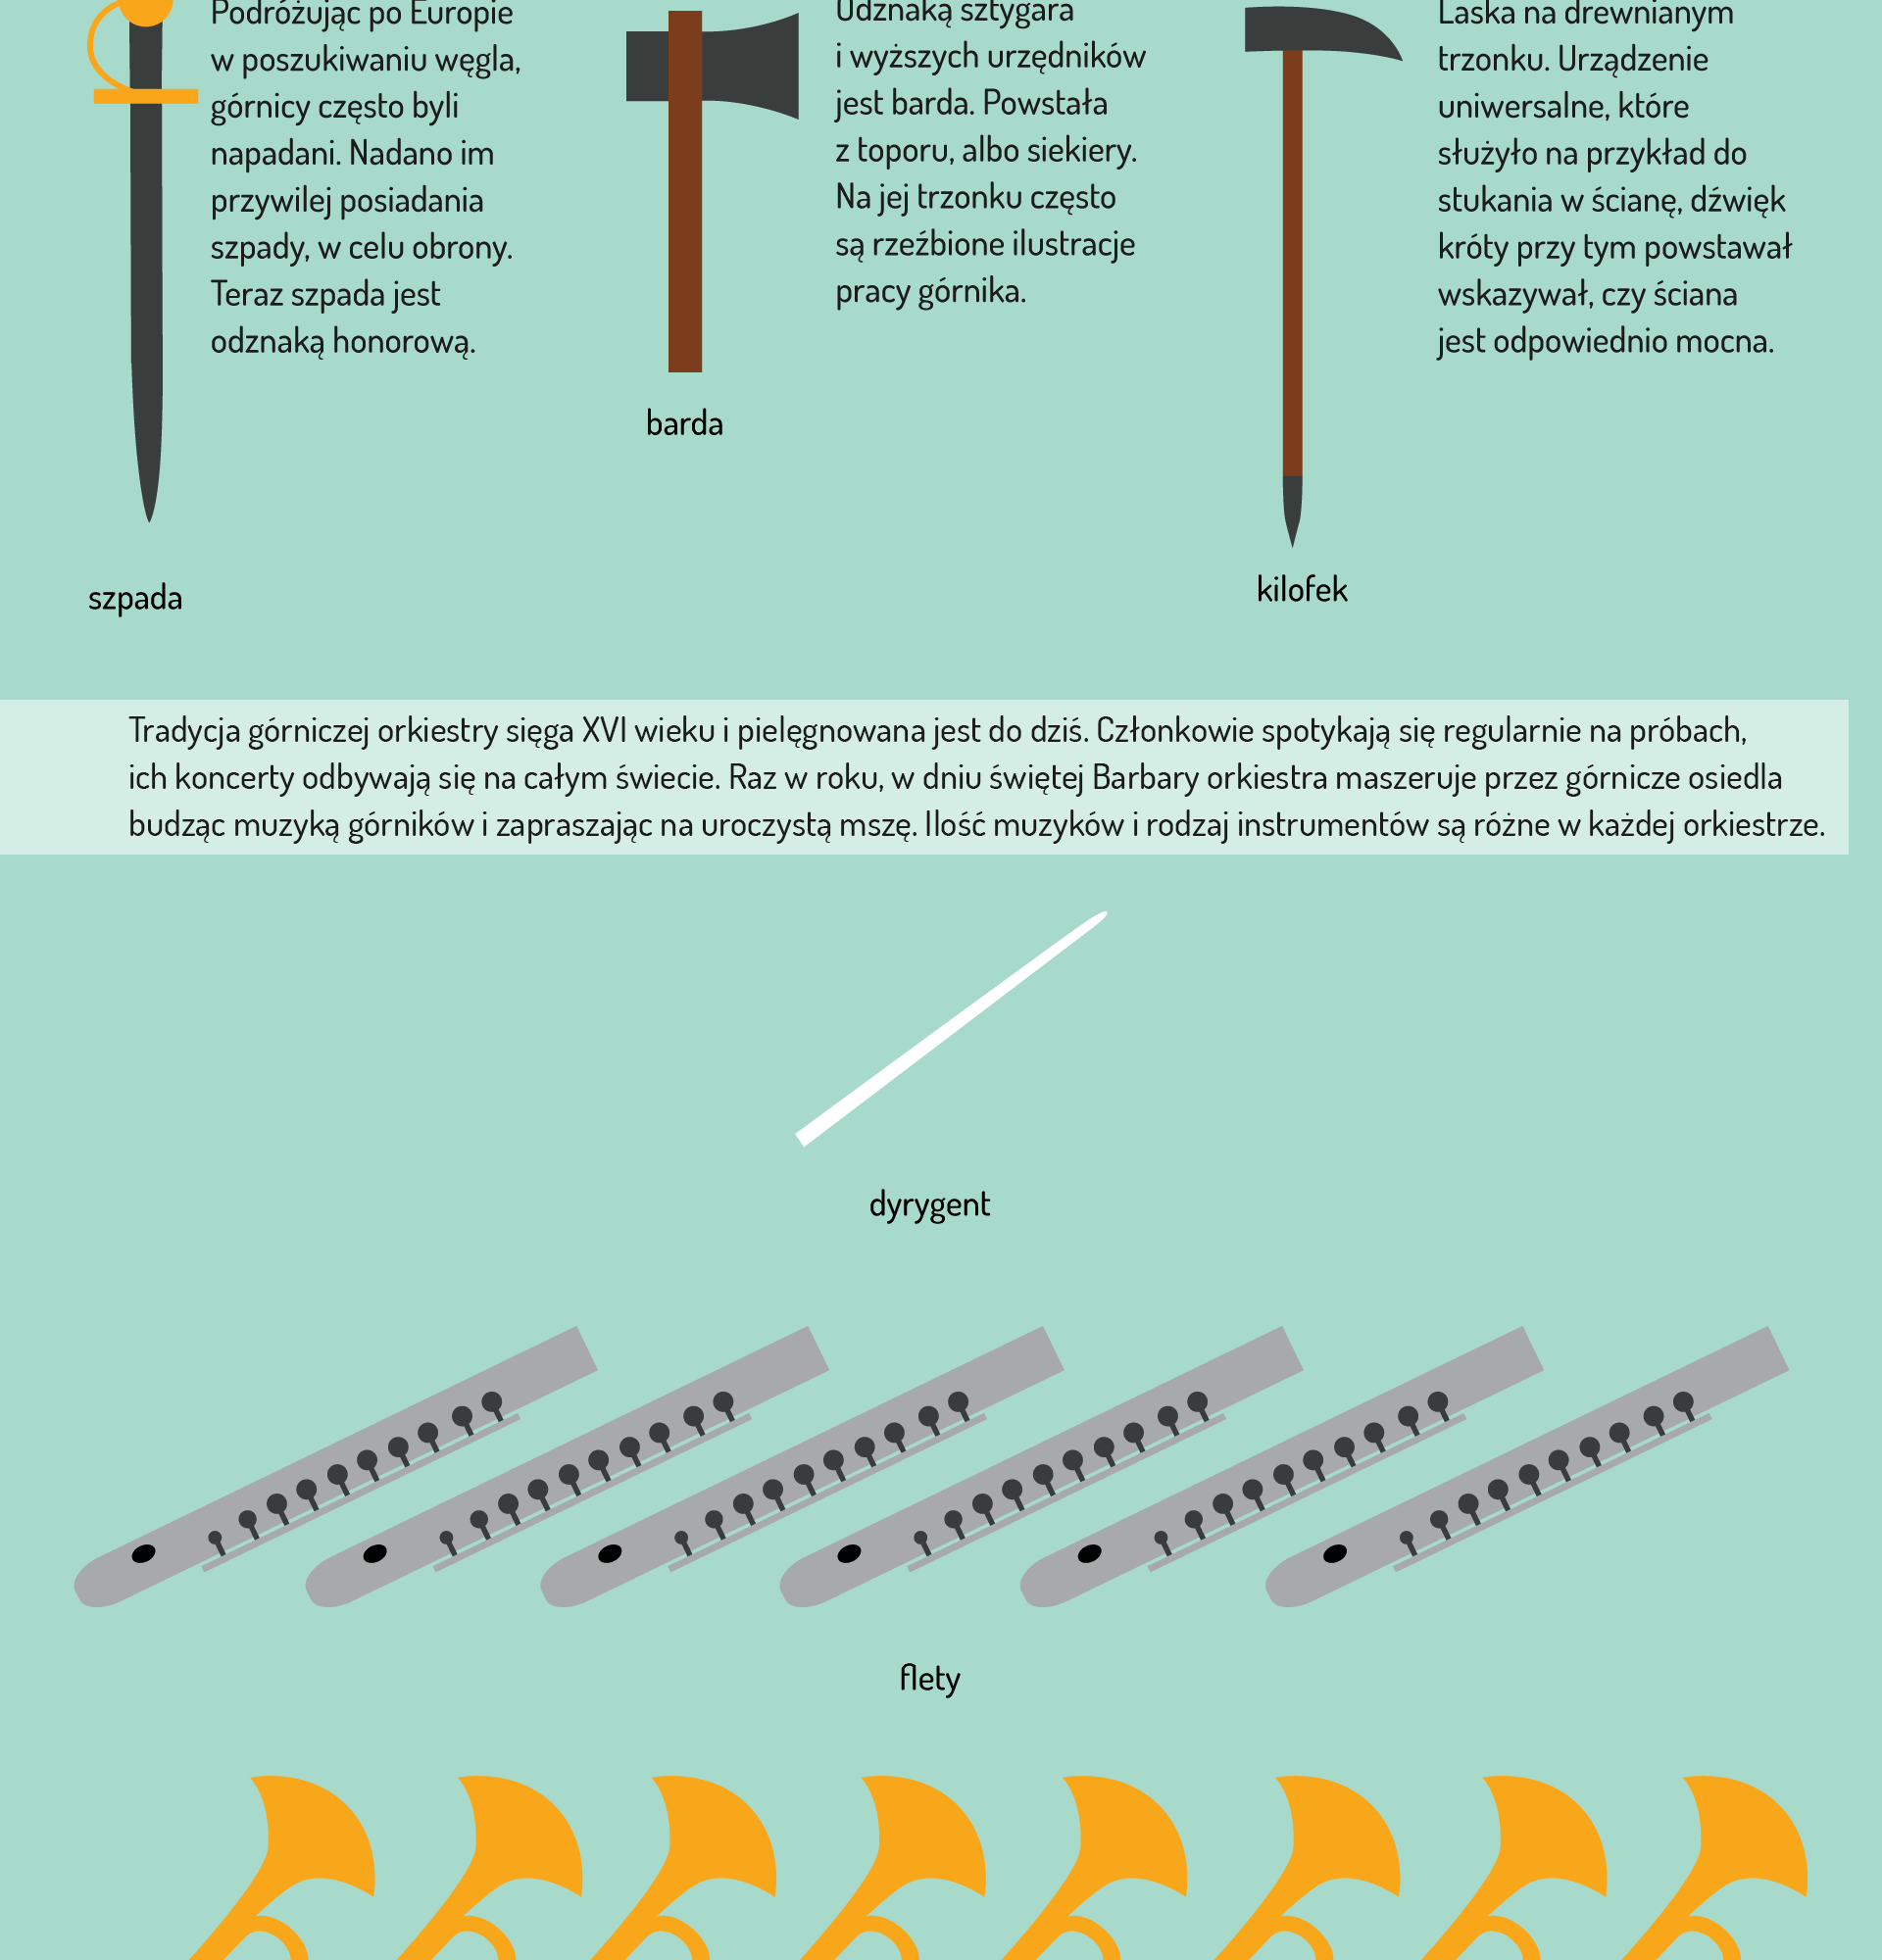 Podróżując po Europie
w poszukiwaniu węgla,
górnicy często byli
napadani. Nadano im
przywilej posiadania
szpady, w celu obrony.
Teraz szpada jest
odznaką honorową.
szpada
Odznaką sztygara
i wyższych urzędników
jest barda. Powstała
z toporu, albo siekiery.
Na jej trzonku często
są rzeźbione ilustracje
pracy górnika.
barda
Laska na drewnianym
trzonku. Urządzenie
uniwersalne, które
służyło na przykład do
stukania w ścianę, dźwięk
króty przy tym powstawał
wskazywał, czy ściana
jest odpowiednio mocna.
kilofek
Tradycja górniczej orkiestry sięga XVI wieku i pielęgnowana jest do dziś. Członkowie spotykają się regularnie na próbach,
ich koncerty odbywają się na całym świecie. Raz w roku, w dniu świętej Barbary orkiestra maszeruje przez górnicze osiedla
budząc muzyką górników i zapraszając na uroczystą mszę. Ilość muzyków i rodzaj instrumentów są różne w każdej orkiestrze.
dyrygent
flety